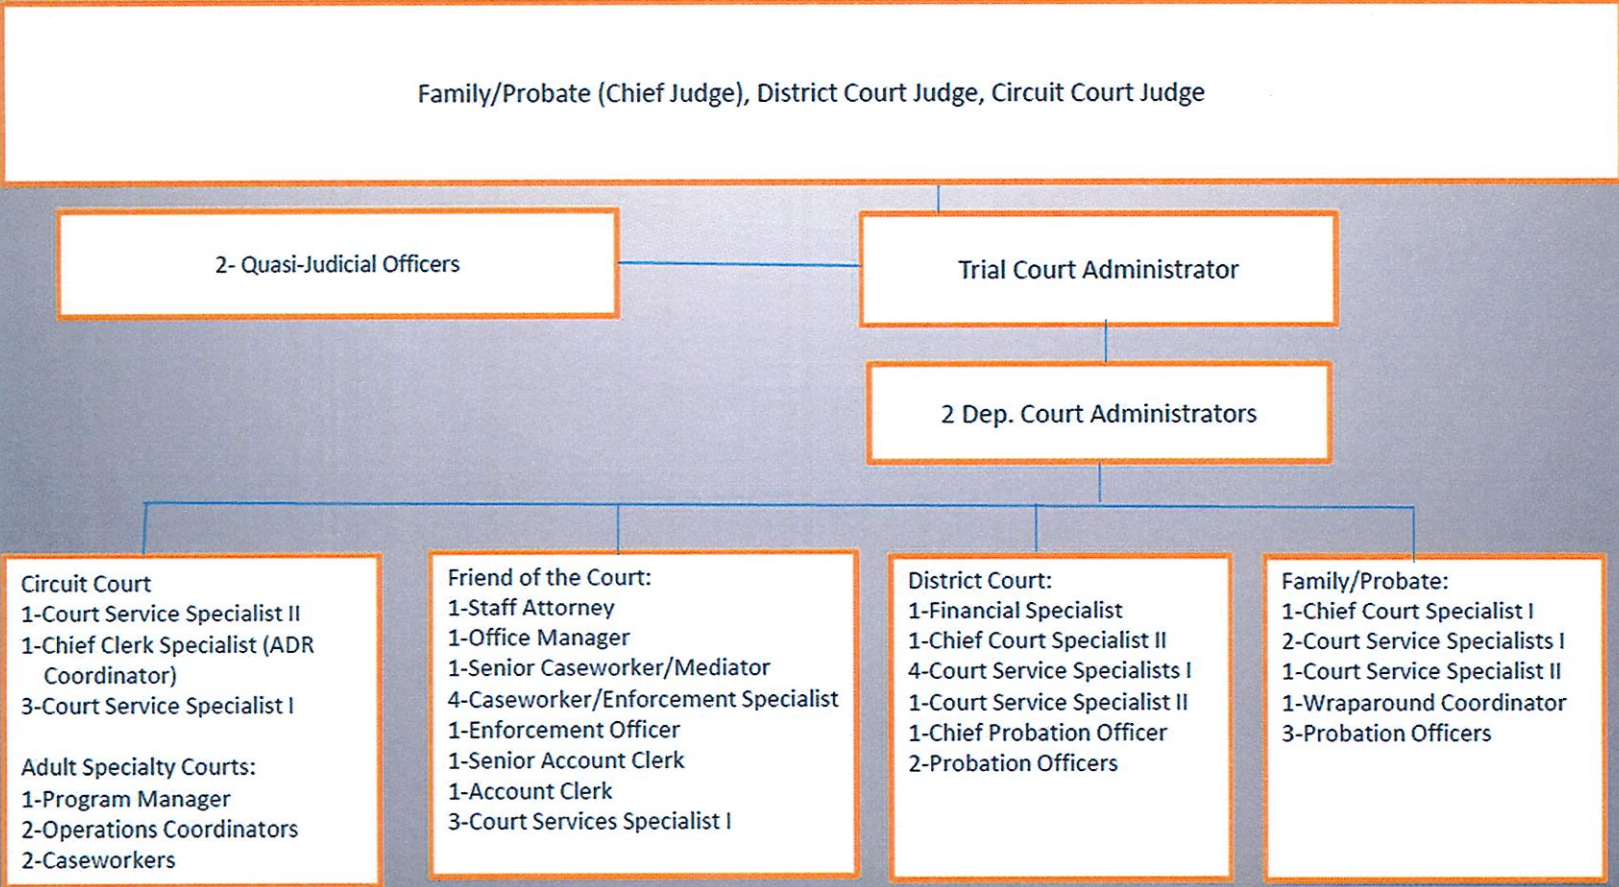 Family/Probate (Chief Judge), District Court Judge, Circuit Court Judge
2- Quasi-Judicial Officers
Trial Court Administrator
2 Dep. Court Administrators
Circuit Court
1-Court Service Specialist II
1-Chief Clerk Specialist (ADR
Coordinator)
3-Court Service Specialist I
Adult Specialty Courts:
1-Program Manager
2-Operations Coordinators
2-Caseworkers
Friend of the Court:
1-Staff Attorney
1-Office Manager
1-Senior Caseworker/Mediator
4-Caseworker/Enforcement Specialist
1-Enforcement Officer
1-Senior Account Clerk
1-Account Clerk
3-Court Services Specialist I
District Court:
1-Financial Specialist
1-Chief Court Specialist II
4-Court Service Specialists I
1-Court Service Specialist II
1-Chief Probation Officer
2-Probation Officers
Family/Probate:
1-Chief Court Specialist I
2-Court Service Specialists I
1-Court Service Specialist II
1-Wraparound Coordinator
3-Probation Officers